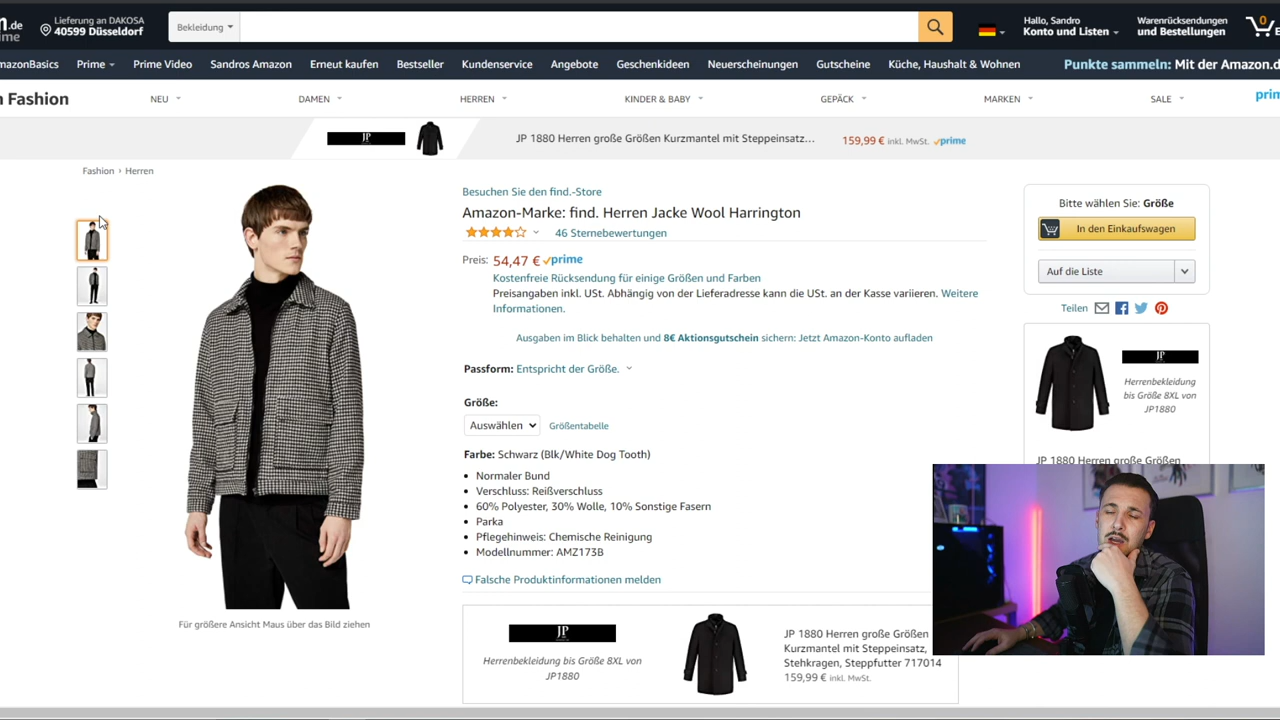 .de
prime
Lieferung an DAKOSA
40599 Düsseldorf
Bekleidung
Hallo, Sandro
Konto und Listen
Warenrücksendungen
und Bestellungen
0
mazonBasics
Prime
Prime Video
Sandros Amazon
Erneut kaufen
Bestseller
Kundenservice
Angebote
Geschenkideen
Neuerscheinungen
Gutscheine
Küche, Haushalt & Wohnen
Punkte sammeln: Mit der Amazon.d
n Fashion
NEU
DAMEN
HERREN
KINDER & BABY
GEPÄCK
MARKEN
SALE
prim
JP
JP 1880 Herren große Größen Kurzmantel mit Steppeinsatz…
159,99 € inkl. MwSt. prime
Fashion › Herren
Besuchen Sie den find.-Store
Amazon-Marke: find. Herren Jacke Wool Harrington
46 Sternebewertungen
Preis: 54,47 € prime
Kostenfreie Rücksendung für einige Größen und Farben
Preisangaben inkl. USt. Abhängig von der Lieferadresse kann die USt. an der Kasse variieren. Weitere
Informationen.
Ausgaben im Blick behalten und 8€ Aktionsgutschein sichern: Jetzt Amazon-Konto aufladen
Passform: Entspricht der Größe.
Größe:
Auswählen
Größentabelle
Farbe: Schwarz (Blk/White Dog Tooth)
Normaler Bund
Verschluss: Reißverschluss
60% Polyester, 30% Wolle, 10% Sonstige Fasern
Parka
Pflegehinweis: Chemische Reinigung
Modellnummer: AMZ173B
Falsche Produktinformationen melden
Für größere Ansicht Maus über das Bild ziehen
JP
Herrenbekleidung bis Größe 8XL von
JP1880
JP 1880 Herren große Größen
Kurzmantel mit Steppeinsatz,
Stehkragen, Steppfutter 717014
159,99 € inkl. MwSt.
Bitte wählen Sie: Größe
In den Einkaufswagen
Auf die Liste
Teilen
JP
Herrenbekleidung
bis Größe 8XL von
JP1880
JP 1880 Herren große Größen